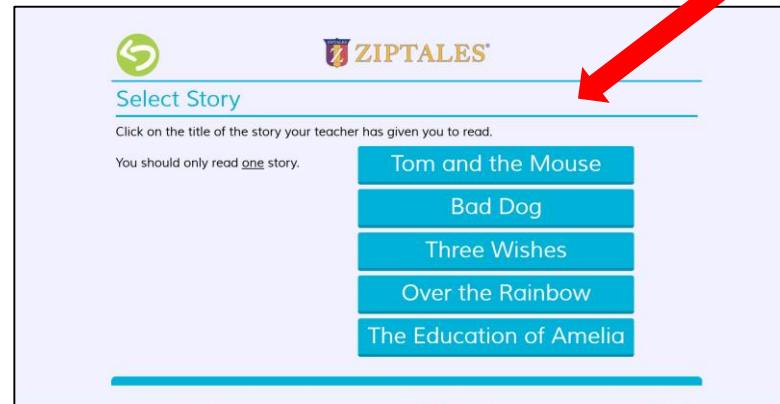 ZIPTALES
Select Story
Click on the title of the story your teacher has given you to read.
You should only read one story.
Tom and the Mouse
Bad Dog
Three Wishes
Over the Rainbow
The Education of Amelia